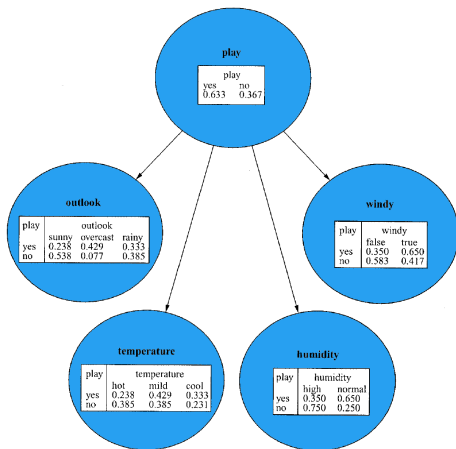 play
play
yes no
0.633 0.367
outlook
play outlook
sunny overcast rainy
yes 0.238 0.429 0.333
no 0.538 0.077 0.385
windy
play windy
false true
yes 0.350 0.650
no 0.583 0.417
temperature
play temperature
hot mild cool
yes 0.238 0.429 0.333
no 0.385 0.385 0.231
humidity
play humidity
high normal
yes 0.350 0.650
no 0.750 0.250